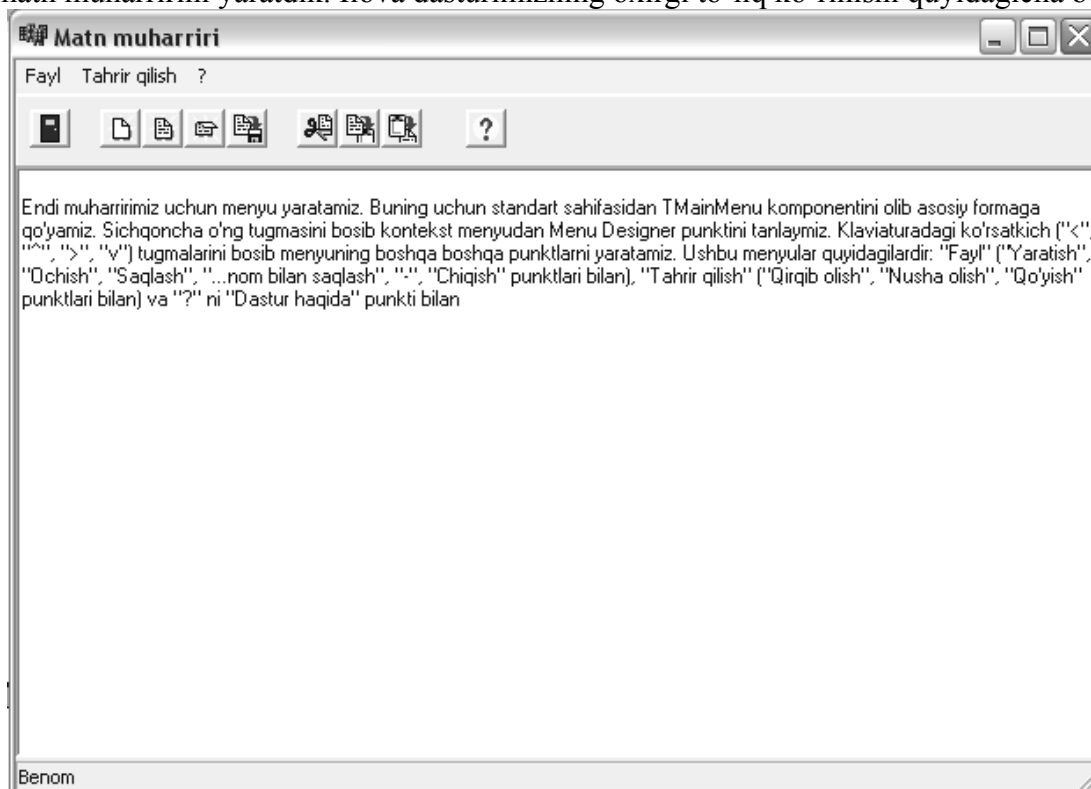 matn muharririni yaratdik. Ilova dasturimizning oxirgi to'liq ko'rinishi quyidagicha
Matn muharriri
Fayl Tahrir qilish ?
?
Endi muharririmiz uchun menyu yaratamiz. Buning uchun standart sahifasidan TMainMenu komponentini olib asosiy formaga
qo'yamiz. Sichqoncha o'ng tugmasini bosib kontekst menyudan Menu Designer punktini tanlaymiz. Klaviaturadagi ko'rsatkich ("<",
"^", ">", "v") tugmalarini bosib menyuning boshqa boshqa punktlarni yaratamiz. Ushbu menyular quyidagilardir: "Fayl" ("Yaratish",
"Ochish", "Saqlash", "...nom bilan saqlash", "-", "Chiqish" punktlari bilan), "Tahrir qilish" ("Qirqib olish", "Nusha olish", "Qo'yish"
punktlari bilan) va "?" ni "Dastur haqida" punkti bilan
Benom